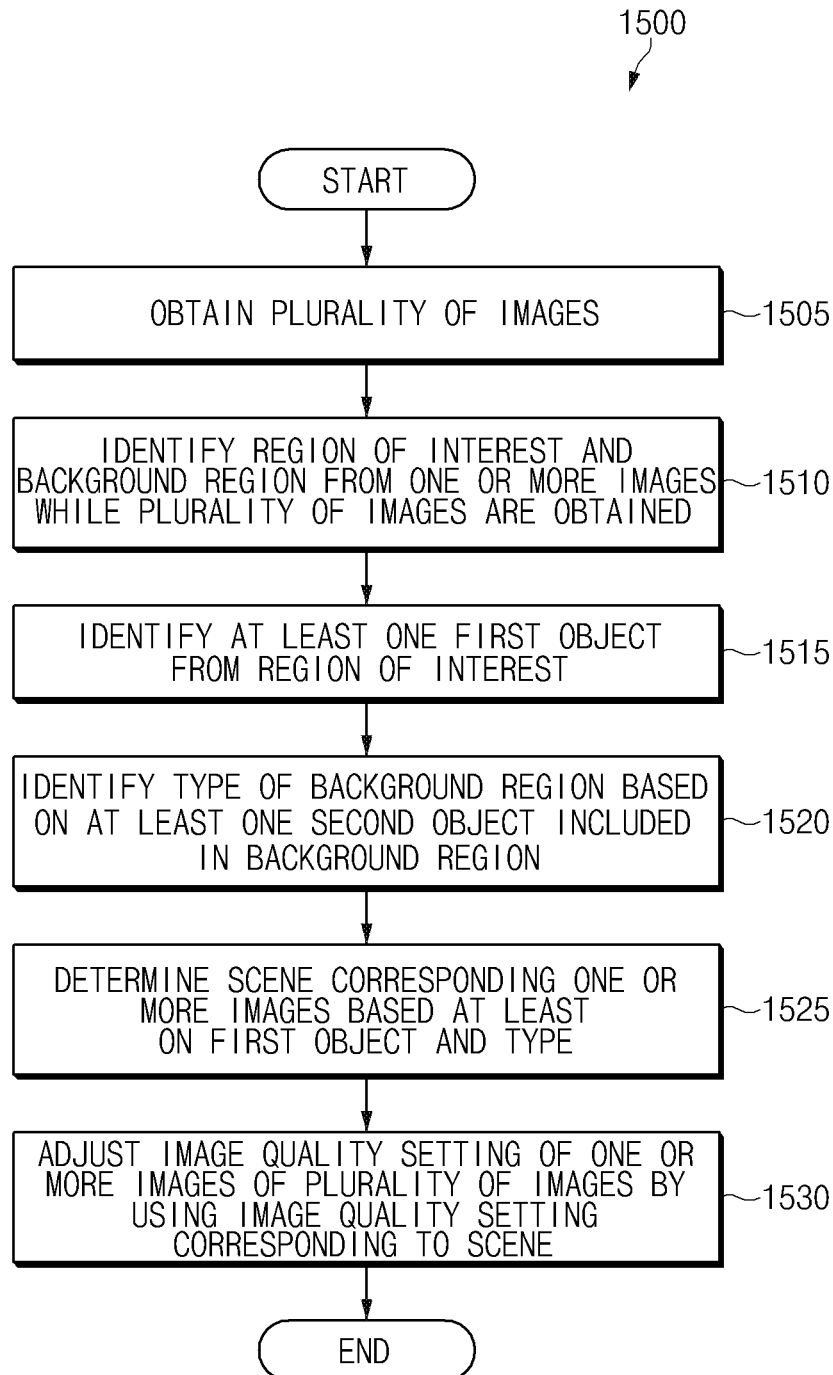 1500
START
OBTAIN PLURALITY OF IMAGES
1505
IDENTIFY REGION OF INTEREST AND
BACKGROUND REGION FROM ONE OR MORE IMAGES
WHILE PLURALITY OF IMAGES ARE OBTAINED
1510
IDENTIFY AT LEAST ONE FIRST OBJECT
FROM REGION OF INTEREST
1515
IDENTIFY TYPE OF BACKGROUND REGION BASED
ON AT LEAST ONE SECOND OBJECT INCLUDED
IN BACKGROUND REGION
1520
DETERMINE SCENE CORRESPONDING ONE OR
MORE IMAGES BASED AT LEAST
ON FIRST OBJECT AND TYPE
1525
ADJUST IMAGE QUALITY SETTING OF ONE OR
MORE IMAGES OF PLURALITY OF IMAGES BY
USING IMAGE QUALITY SETTING
CORRESPONDING TO SCENE
1530
END